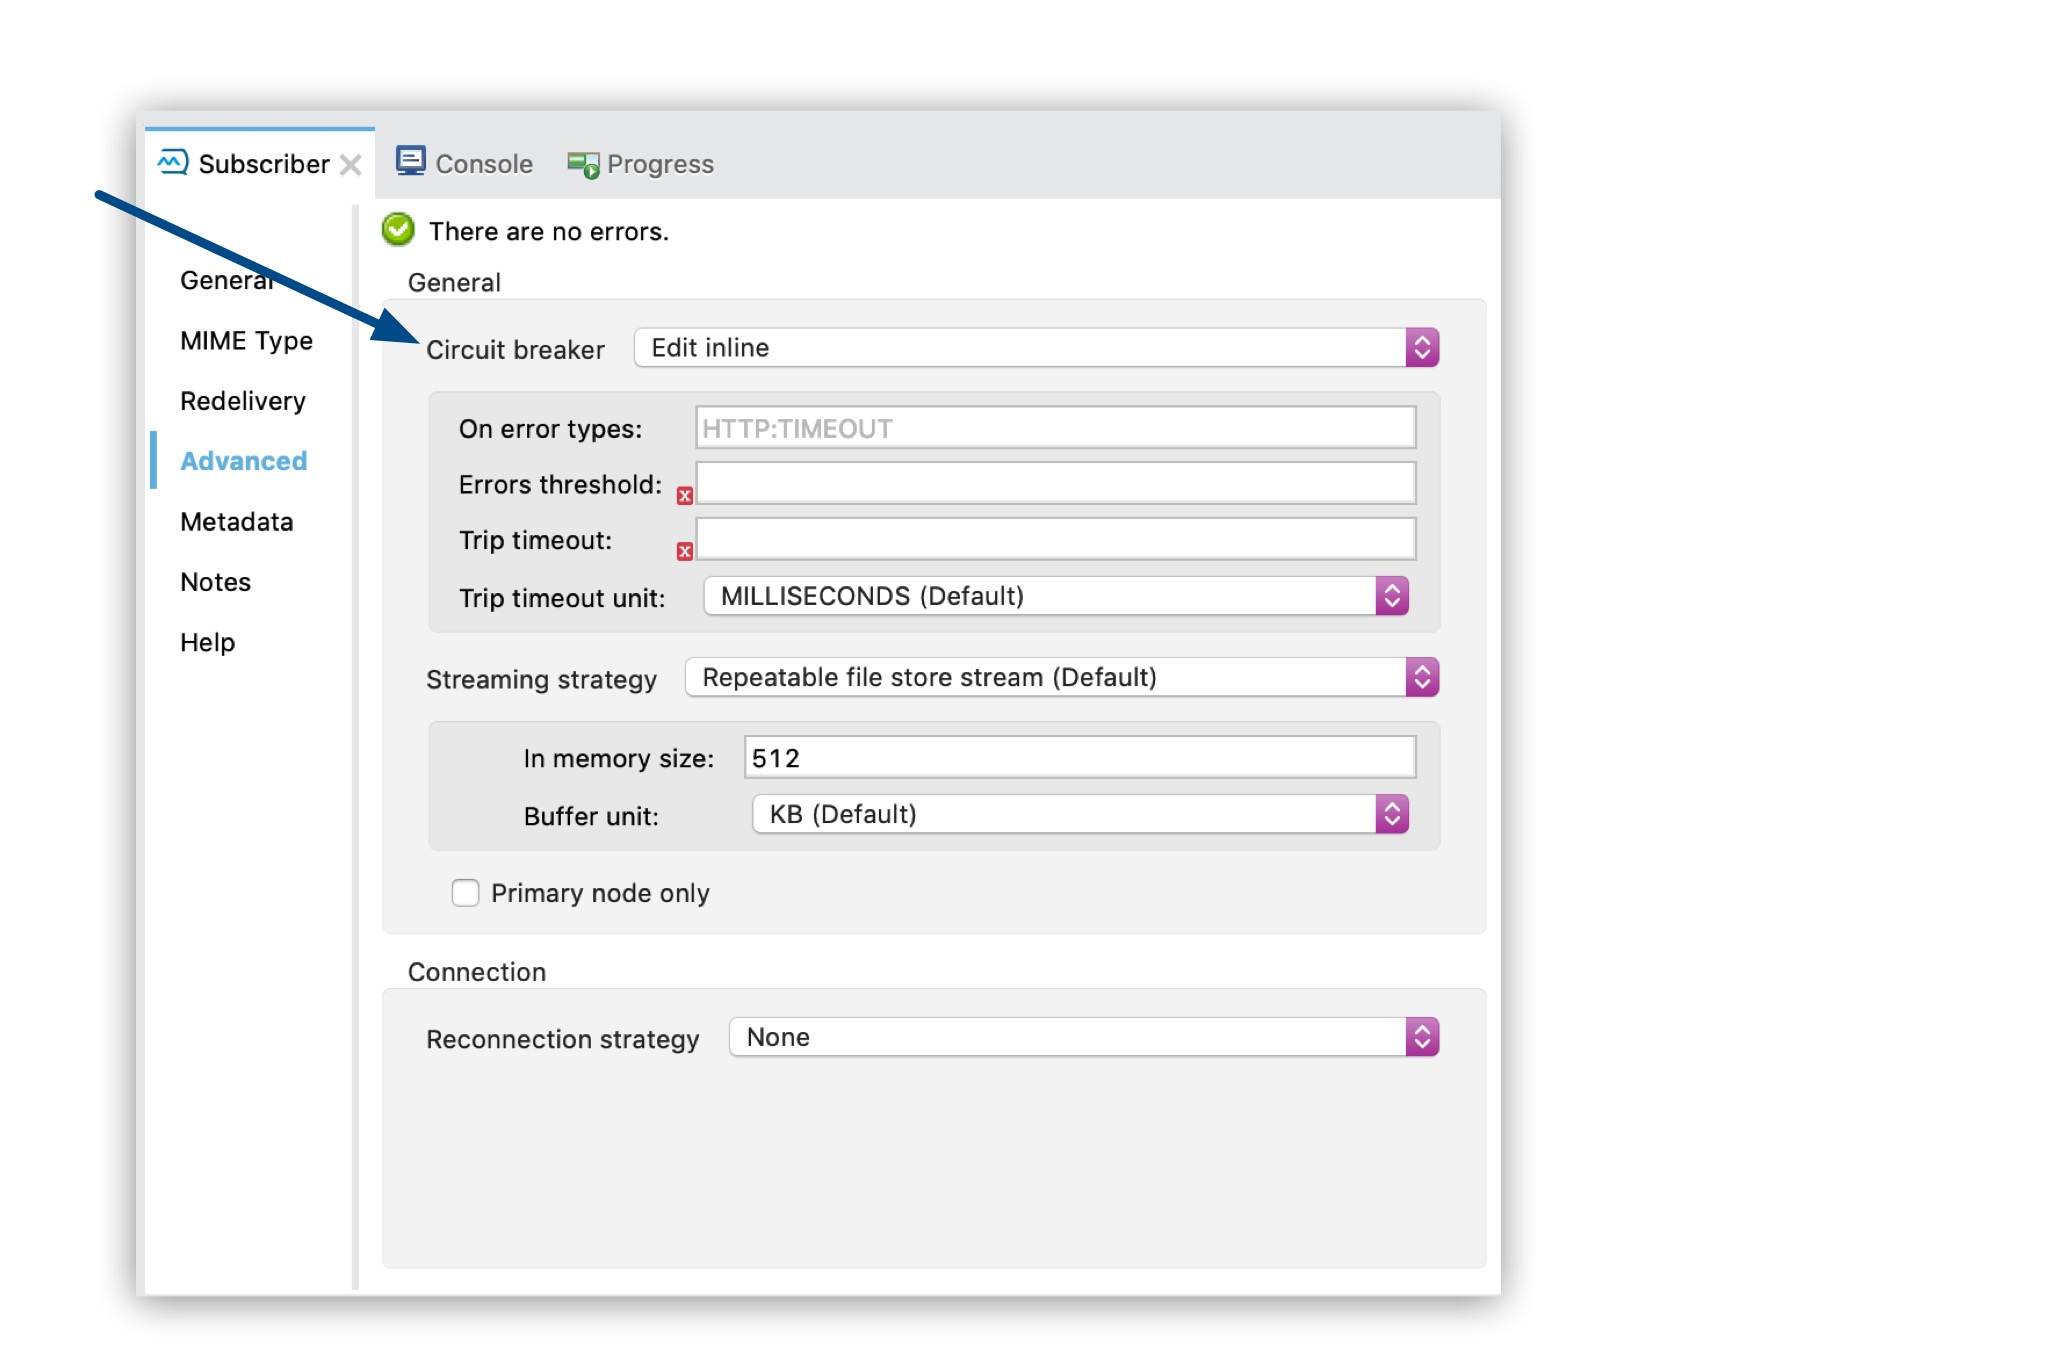 Subscriber Console Progress
There are no errors.
General
General
Circuit breaker Edit inline
MIME Type
Redelivery
On error types: HTTP:TIMEOUT
Advanced
Errors threshold:
Metadata
Trip timeout:
Notes
Trip timeout unit: MILLISECONDS (Default)
Help
Streaming strategy Repeatable file store stream (Default)
In memory size: 512
Buffer unit: KB (Default)
Primary node only
Connection
Reconnection strategy None